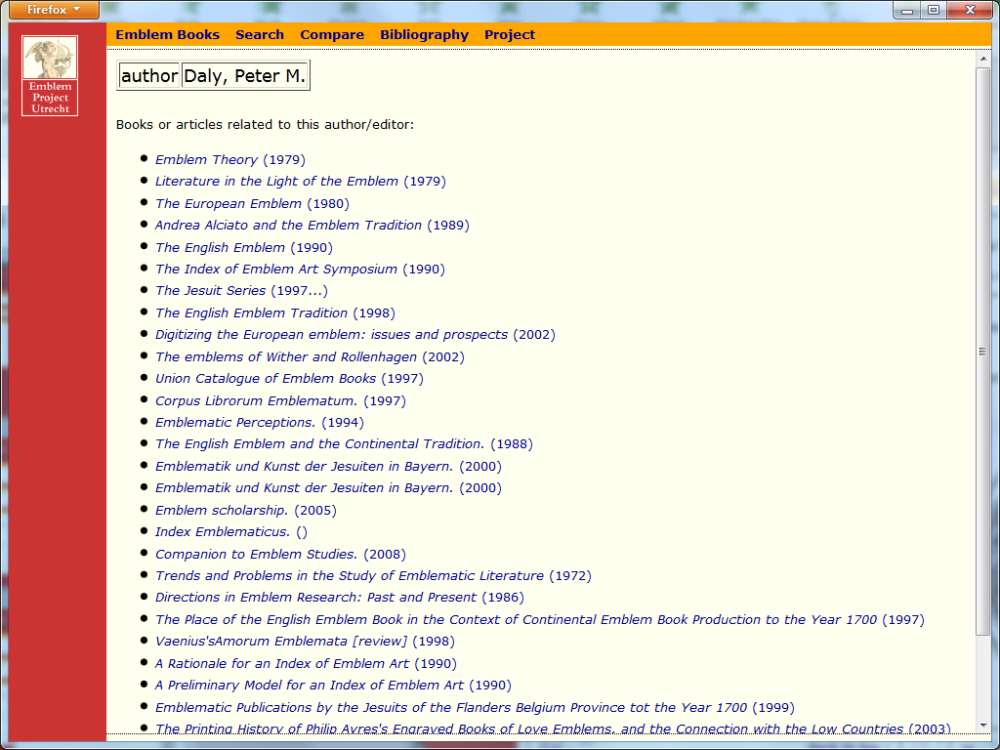 Firefox
Emblem Books Search Compare Bibliography Project
Emblem
Project
Utrecht
author Daly, Peter M.
Books or articles related to this author/editor:
Emblem Theory (1979)
Literature in the Light of the Emblem (1979)
The European Emblem (1980)
Andrea Alciato and the Emblem Tradition (1989)
The English Emblem (1990)
The Index of Emblem Art Symposium (1990)
The Jesuit Series (1997...)
The English Emblem Tradition (1998)
Digitizing the European emblem: issues and prospects (2002)
The emblems of Wither and Rollenhagen (2002)
Union Catalogue of Emblem Books (1997)
Corpus Librorum Emblematum. (1997)
Emblematic Perceptions. (1994)
The English Emblem and the Continental Tradition. (1988)
Emblematik und Kunst der Jesuiten in Bayern. (2000)
Emblematik und Kunst der Jesuiten in Bayern. (2000)
Emblem scholarship. (2005)
Index Emblematicus. ()
Companion to Emblem Studies. (2008)
Trends and Problems in the Study of Emblematic Literature (1972)
Directions in Emblem Research: Past and Present (1986)
The Place of the English Emblem Book in the Context of Continental Emblem Book Production to the Year 1700 (1997)
Vaenius'sAmorum Emblemata [review] (1998)
A Rationale for an Index of Emblem Art (1990)
A Preliminary Model for an Index of Emblem Art (1990)
Emblematic Publications by the Jesuits of the Flanders Belgium Province tot the Year 1700 (1999)
The Printing History of Philip Ayres's Engraved Books of Love Emblems, and the Connection with the Low Countries (2003)